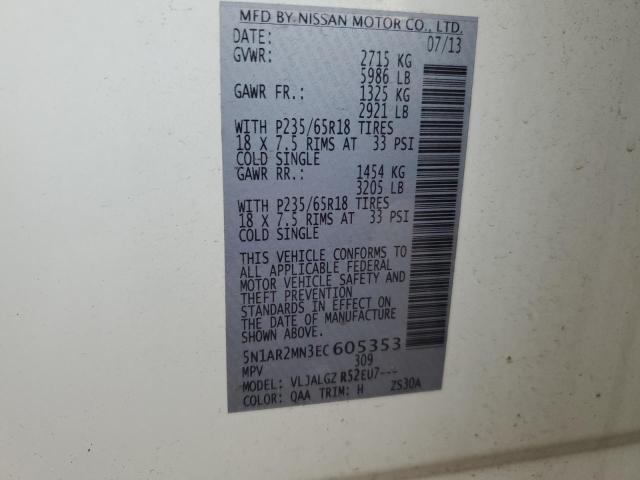 MFD BY NISSAN MOTOR CO., LTD.
DATE: 07/13
GVWR: 2715 KG
5986 LB
GAWR FR.: 1325 KG
2921 LB
WITH P235/65R18 TIRES
18 X 7.5 RIMS AT 33 PSI
COLD SINGLE
GAWR RR.: 1454 KG
3205 LB
WITH P235/65R18 TIRES
18 X 7.5 RIMS AT 33 PSI
COLD SINGLE
THIS VEHICLE CONFORMS TO
ALL APPLICABLE FEDERAL
MOTOR VEHICLE SAFETY AND
THEFT PREVENTION
STANDARDS IN EFFECT ON
THE DATE OF MANUFACTURE
SHOWN ABOVE.
5N1AR2MN3EC605353
MPV 309
MODEL: VLJALGZ R52EU7---
COLOR: QAA TRIM: H ZS30A